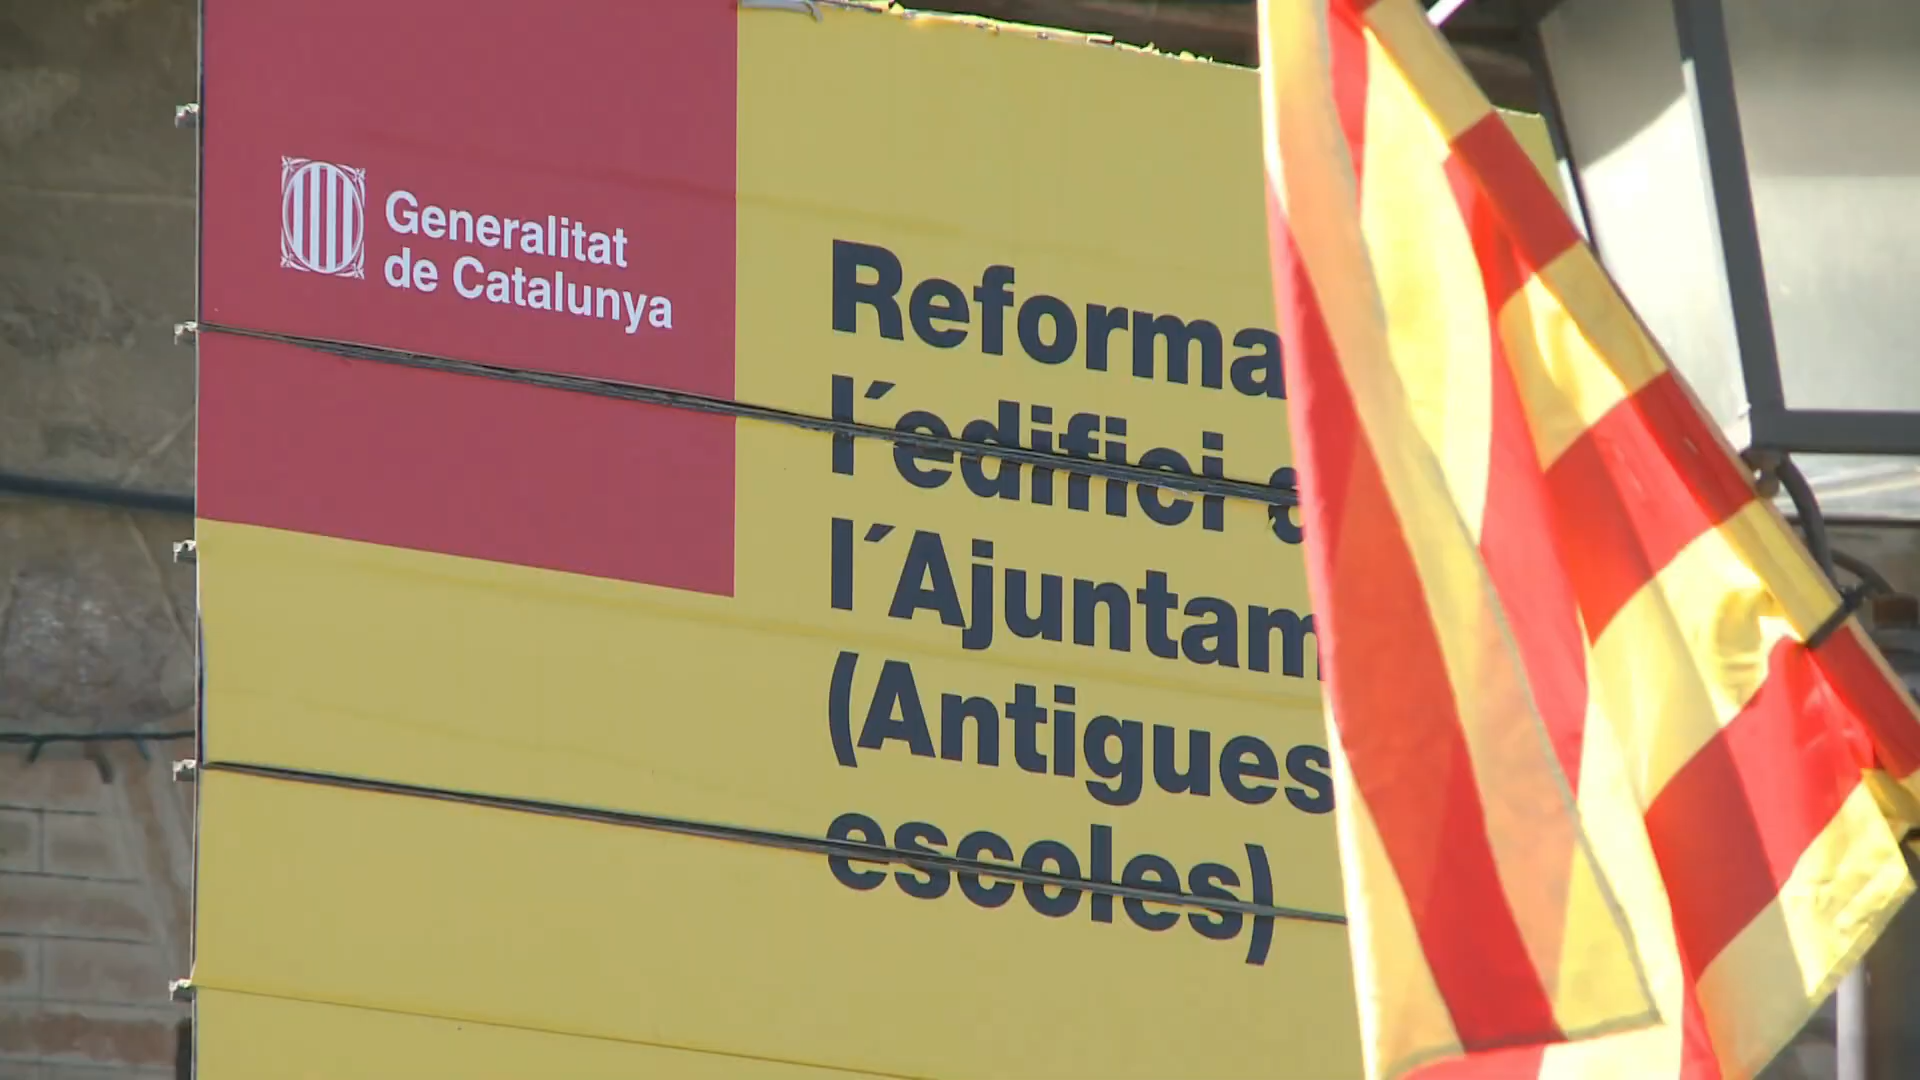 Generalitat
de Catalunya
Reforma
l´edifici
l´Ajuntam
(Antigues
escoles)